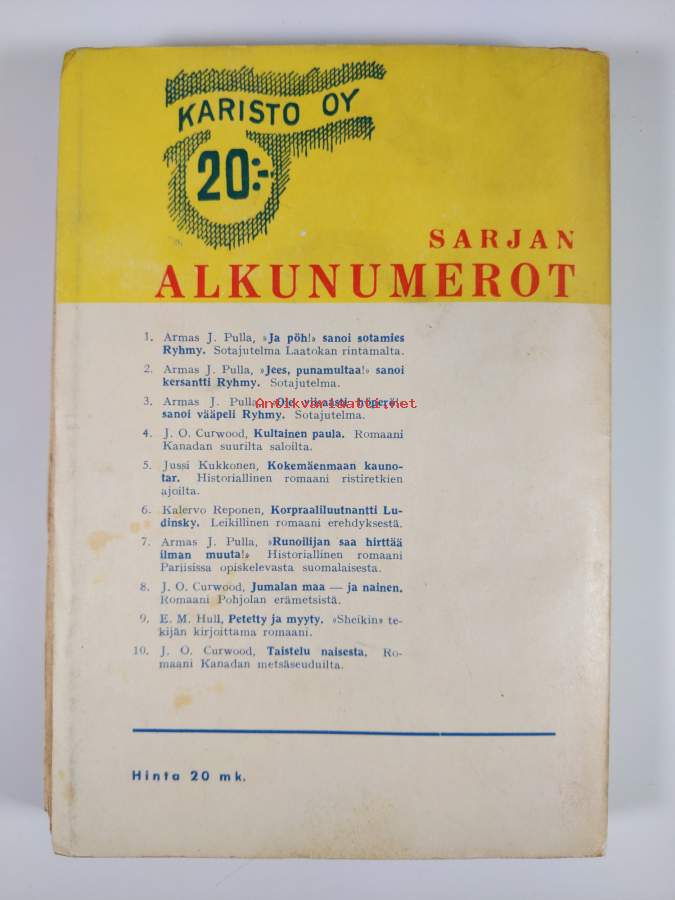 KARISTO OY
20:-
SARJAN
ALKUNUMEROT
1. Armas J. Pulla, »Ja pöh!» sanoi sotamies
Ryhmy. Sotajutelma Laatokan rintamalta.
2. Armas J. Pulla, »Jees, punamultaa!» sanoi
kersantti Ryhmy. Sotajutelma.
3. Armas J. Pulla, »Ole viisaasti höperö!»
sanoi vääpeli Ryhmy. Sotajutelma.
Antikvariaatti.net
4. J. O. Curwood, Kultainen paula. Romaani
Kanadan suurilta saloilta.
5. Jussi Kukkonen, Kokemäenmaan kauno-
tar. Historiallinen romaani ristiretkien
ajoilta.
6. Kalervo Reponen, Korpraaliluutnantti Lu-
dinsky. Leikillinen romaani erehdyksestä.
7. Armas J. Pulla, »Runoilijan saa hirttää
ilman muuta!» Historiallinen romaani
Pariisissa opiskelevasta suomalaisesta.
8. J. O. Curwood, Jumalan maa — ja nainen.
Romaani Pohjolan erämetsistä.
9. E. M. Hull, Petetty ja myyty. »Sheikin» te-
kijän kirjoittama romaani.
10. J. O. Curwood, Taistelu naisesta. Ro-
maani Kanadan metsäseuduilta.
Hinta 20 mk.